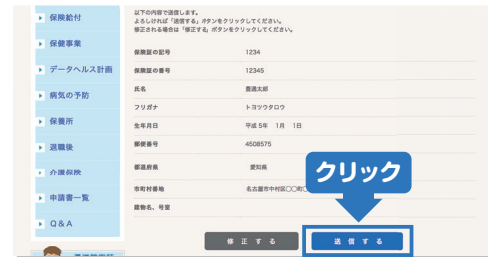 保険給付
保健事業
データヘルス計画
病気の予防
保養所
退職後
介護保険
申請書一覧
Q&A
以下の内容で送信します。
よろしければ「送信する」ボタンをクリックしてください。
修正される場合は「修正する」ボタンをクリックしてください。
保険証の記号 1234
保険証の番号 12345
氏名 豊通太郎
フリガナ トヨツウタロウ
生年月日 平成 5年 1月 1日
郵便番号 4508575
都道府県 愛知県
市町村番地 名古屋市中村区〇〇町〇
建物名、号室
クリック
修正する
送信する